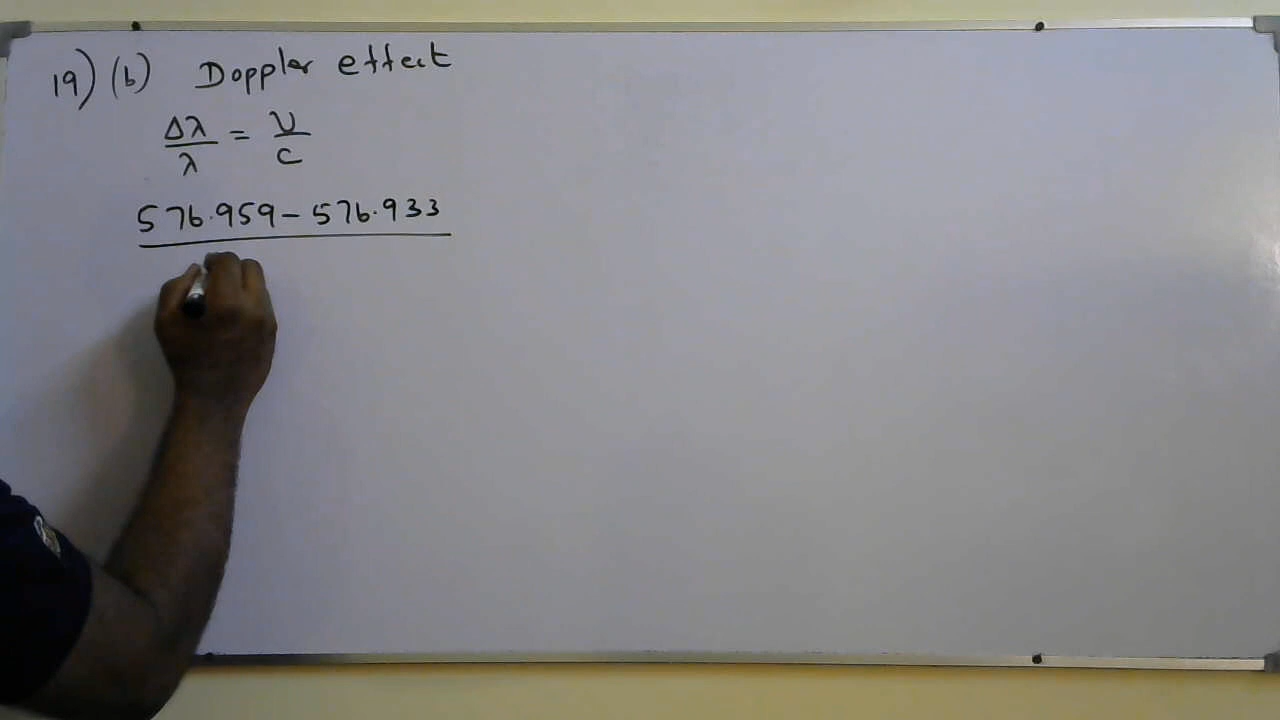 19) (b) Doppler effect
Δλ/λ = v/c
576.959 - 576.933